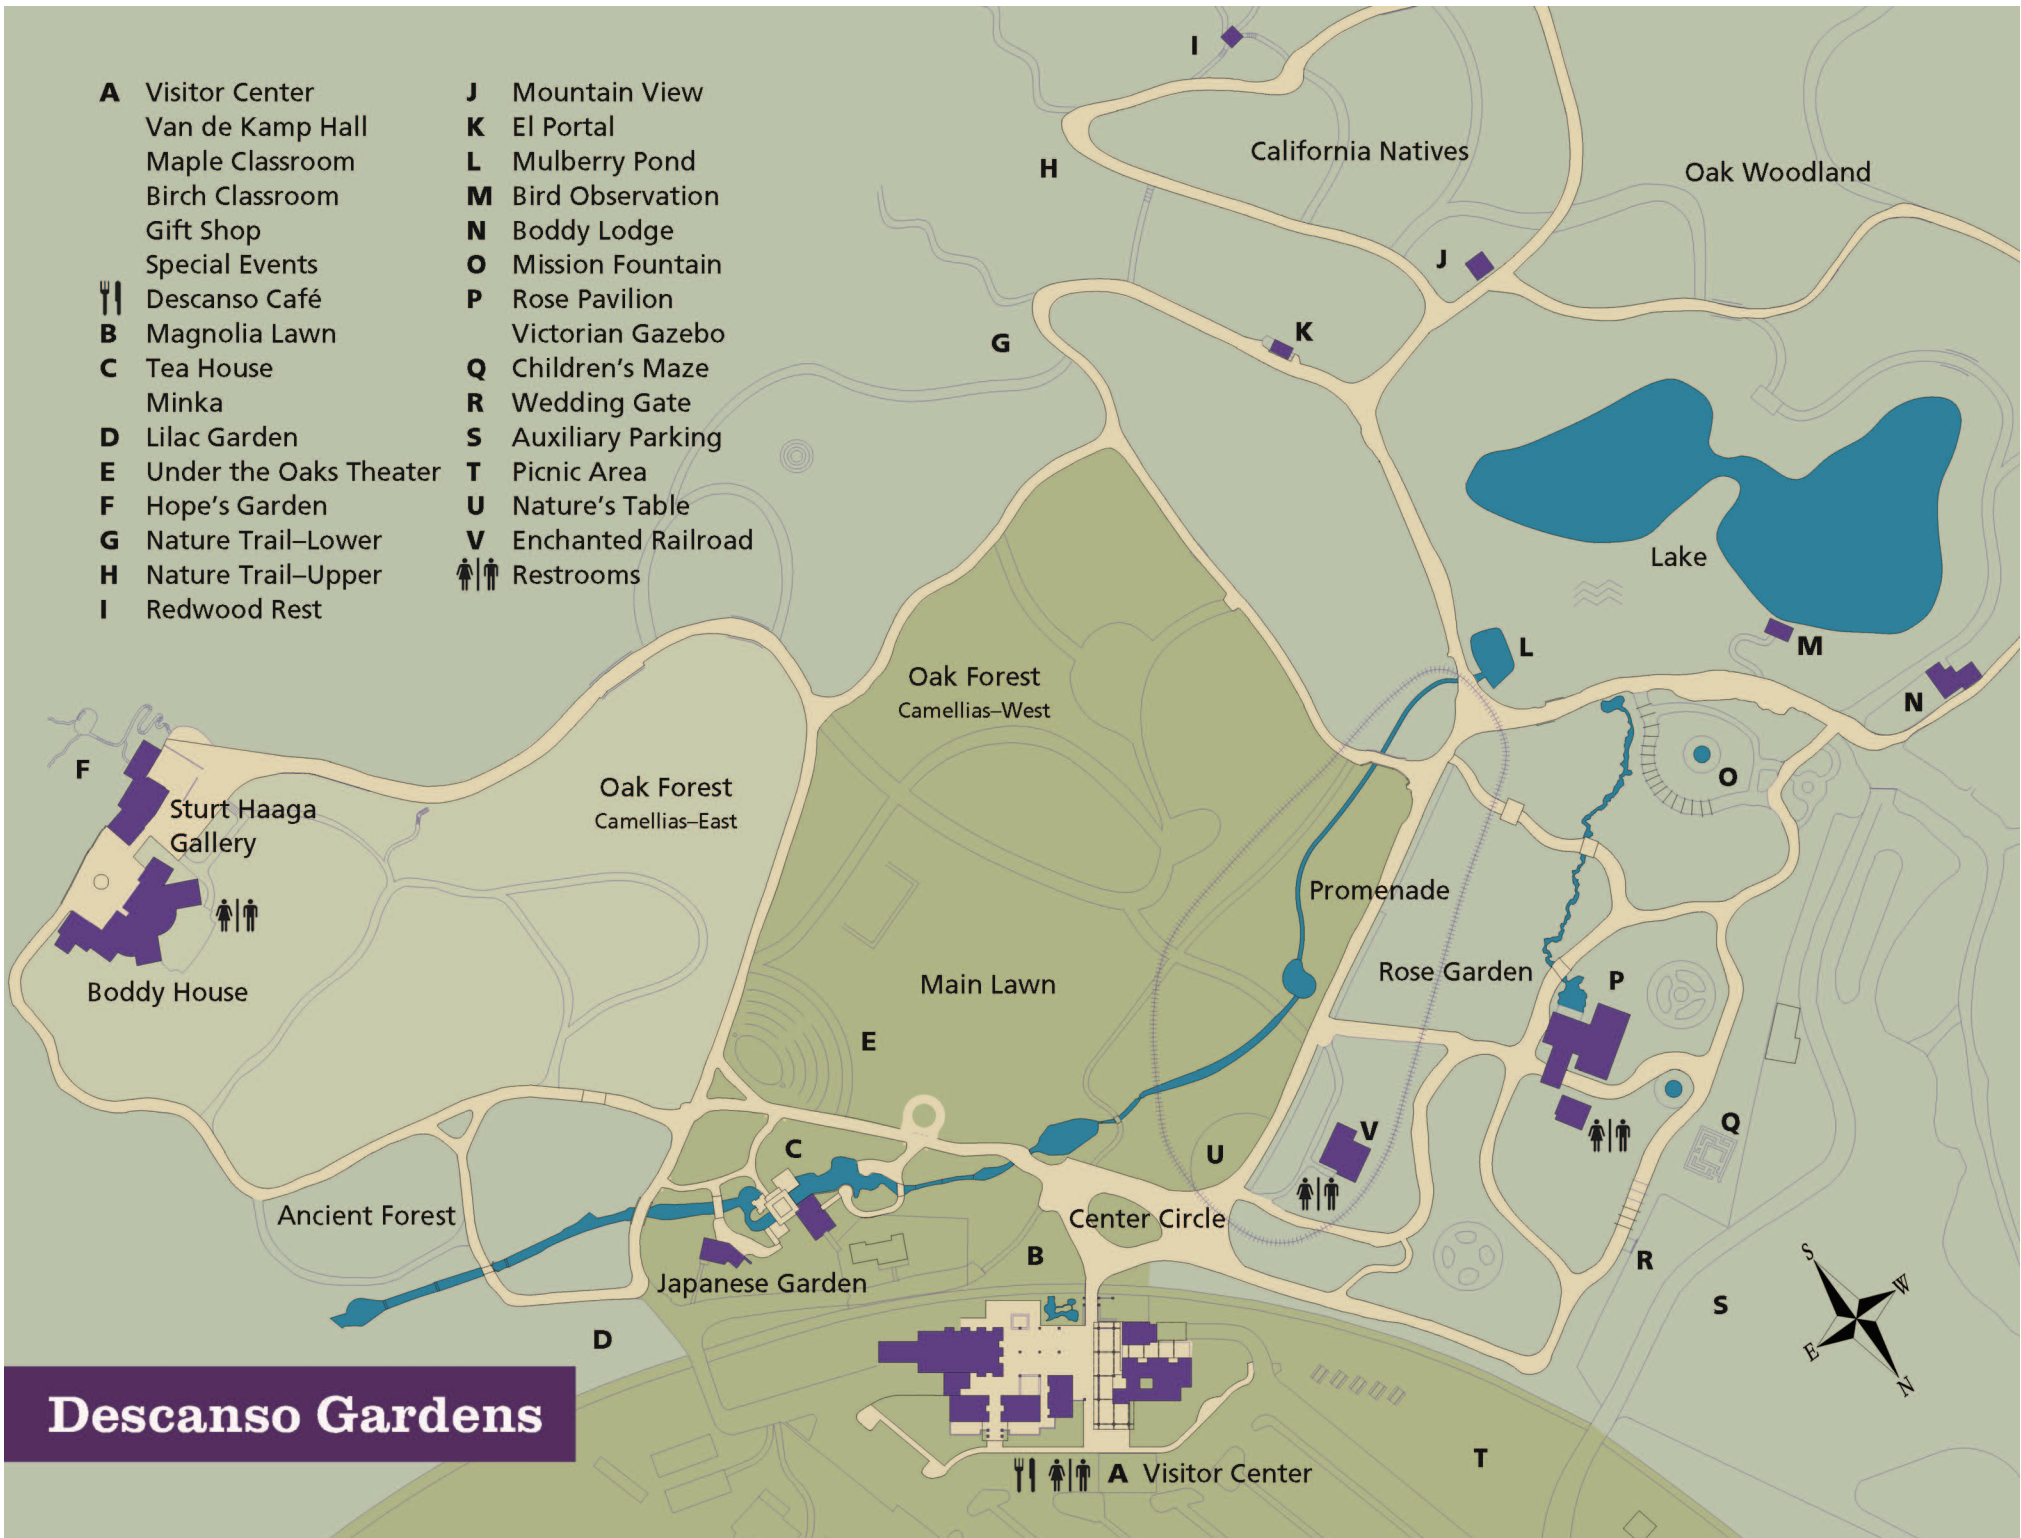 A Visitor Center
Van de Kamp Hall
Maple Classroom
Birch Classroom
Gift Shop
Special Events
Descanso Café
B Magnolia Lawn
C Tea House
Minka
D Lilac Garden
E Under the Oaks Theater
F Hope's Garden
G Nature Trail–Lower
H Nature Trail–Upper
I Redwood Rest
J Mountain View
K El Portal
L Mulberry Pond
M Bird Observation
N Boddy Lodge
O Mission Fountain
P Rose Pavilion
Victorian Gazebo
Q Children's Maze
R Wedding Gate
S Auxiliary Parking
T Picnic Area
U Nature's Table
V Enchanted Railroad
Restrooms
I
California Natives
H
Oak Woodland
J
K
G
Lake
L
M
N
Oak Forest
Camellias–West
F
O
Oak Forest
Camellias–East
Sturt Haaga
Gallery
Promenade
Rose Garden
P
Main Lawn
Boddy House
E
Q
V
C
U
Ancient Forest
Center Circle
B
R
Japanese Garden
S
D
S
W
E
N
Descanso Gardens
T
A Visitor Center